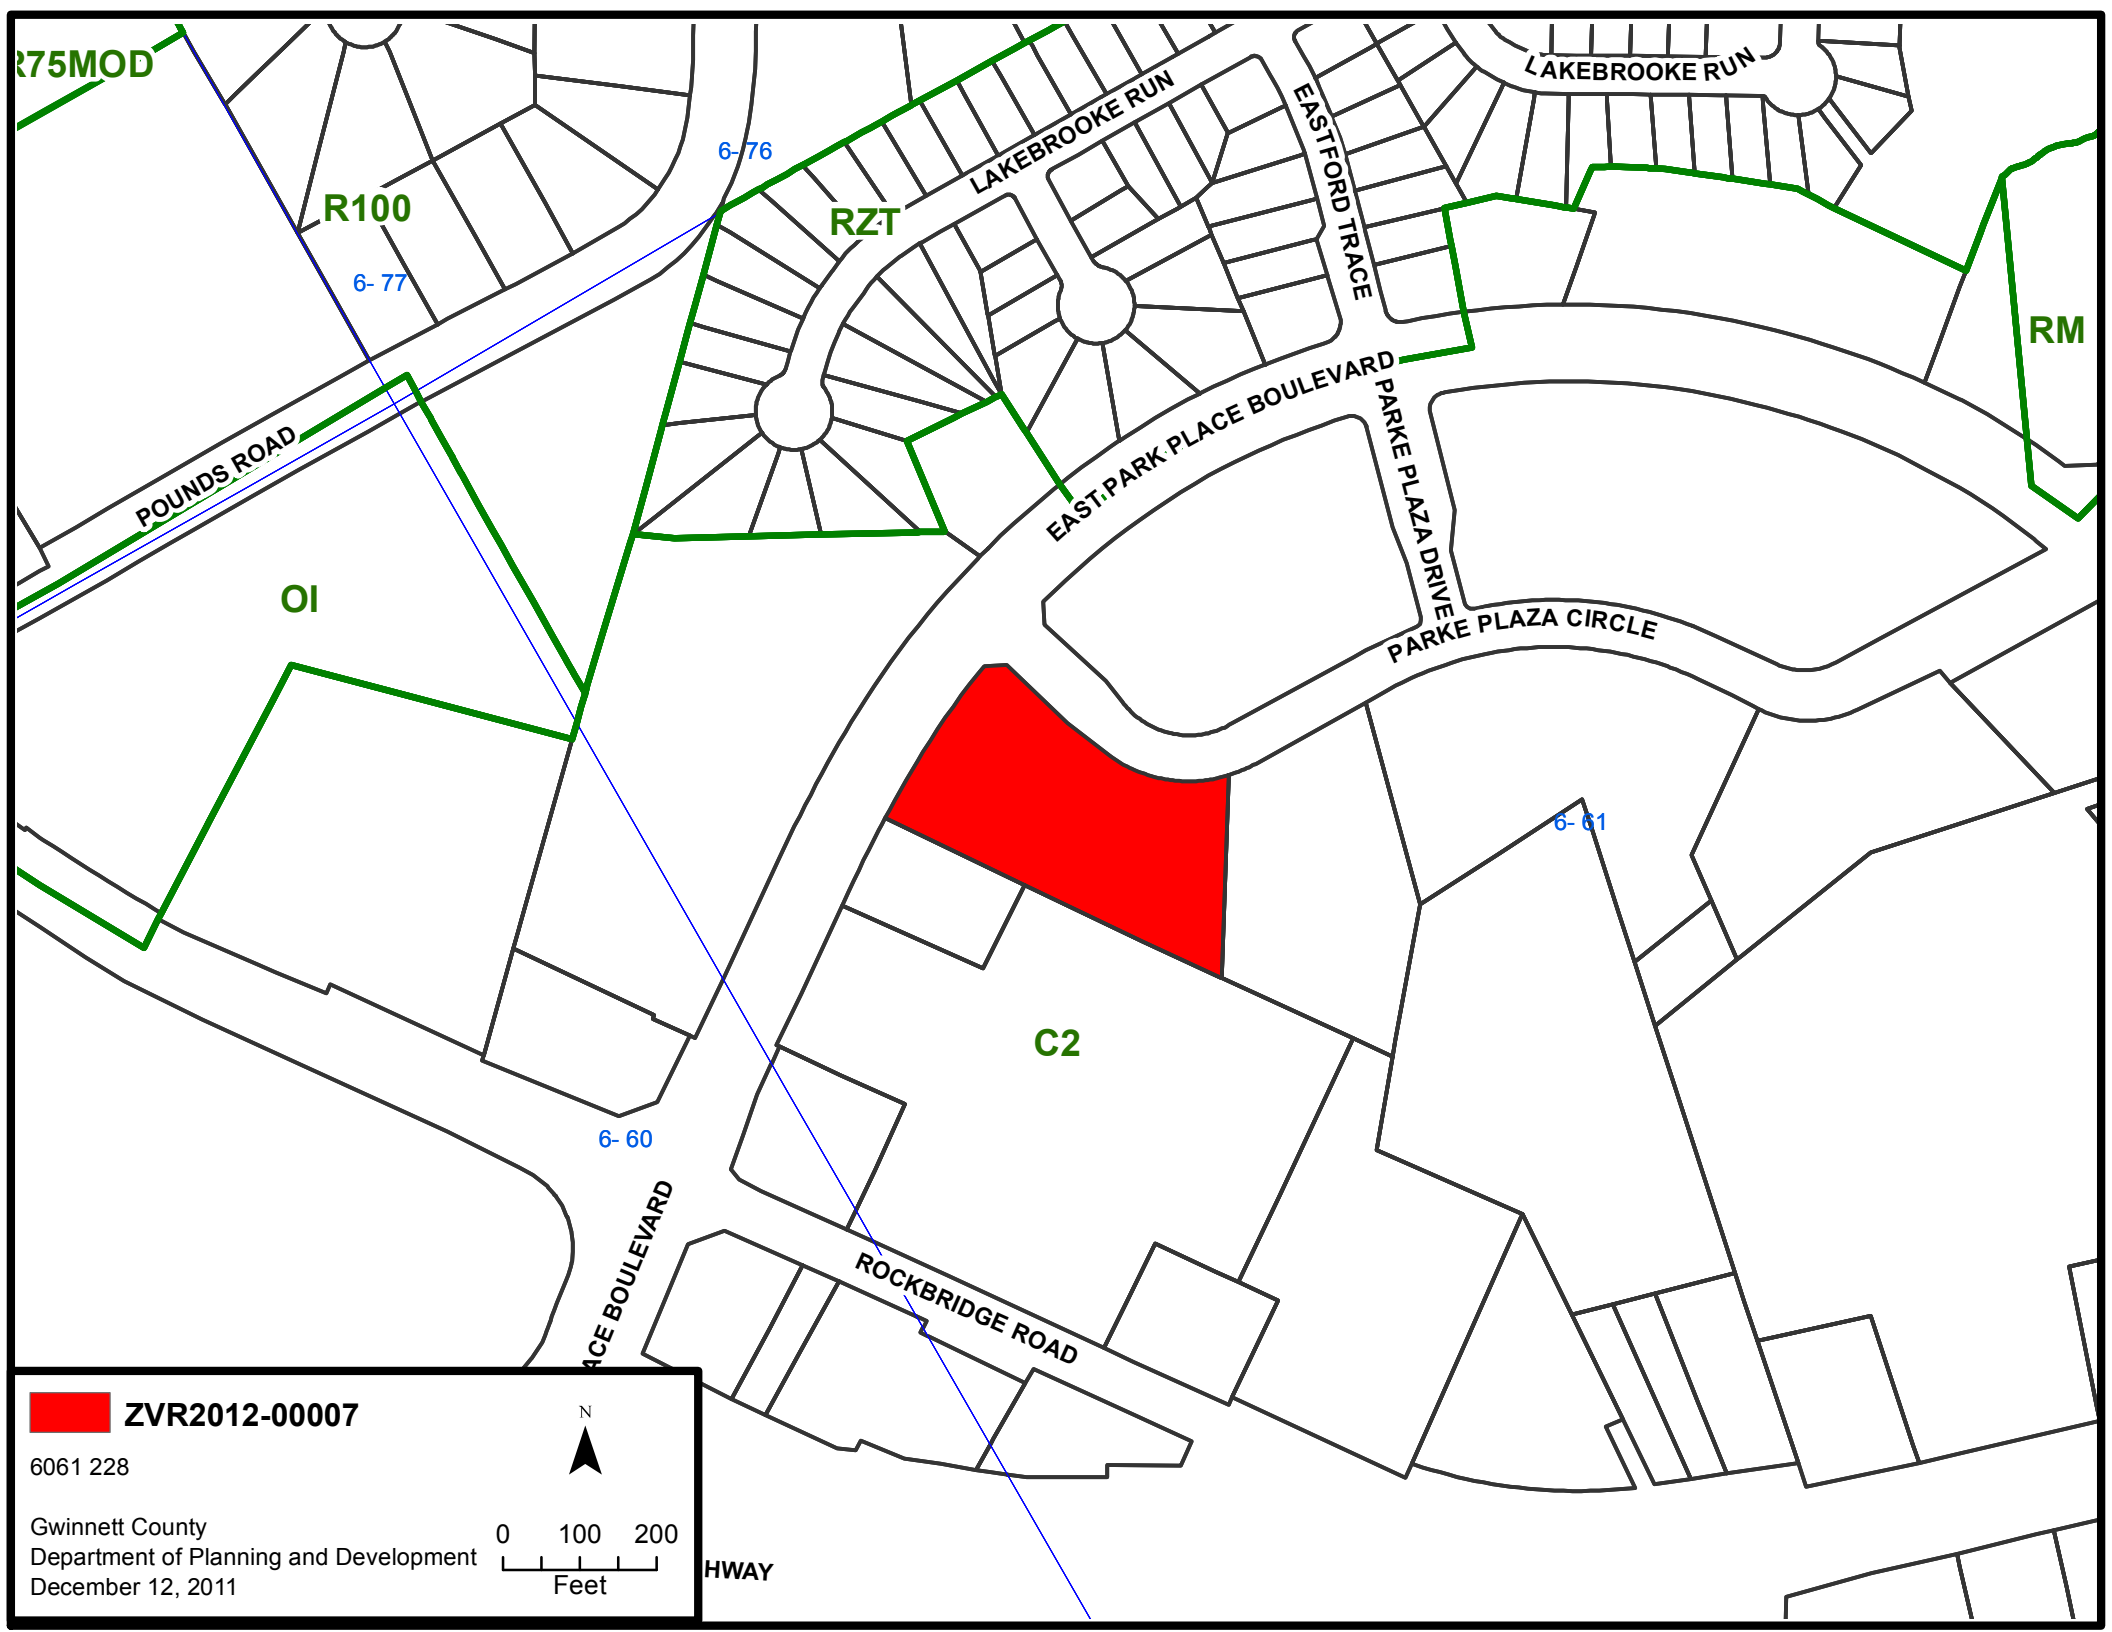 R75MOD
LAKEBROOKE RUN
LAKEBROOKE RUN
EASTFORD TRACE
6- 76
R100
RZT
6- 77
RM
EAST PARK PLACE BOULEVARD
PARKE PLAZA DRIVE
POUNDS ROAD
OI
PARKE PLAZA CIRCLE
6- 61
C2
6- 60
ACE BOULEVARD
ROCKBRIDGE ROAD
ZVR2012-00007
N
6061 228
Gwinnett County
Department of Planning and Development
December 12, 2011
0 100 200
Feet
HWAY